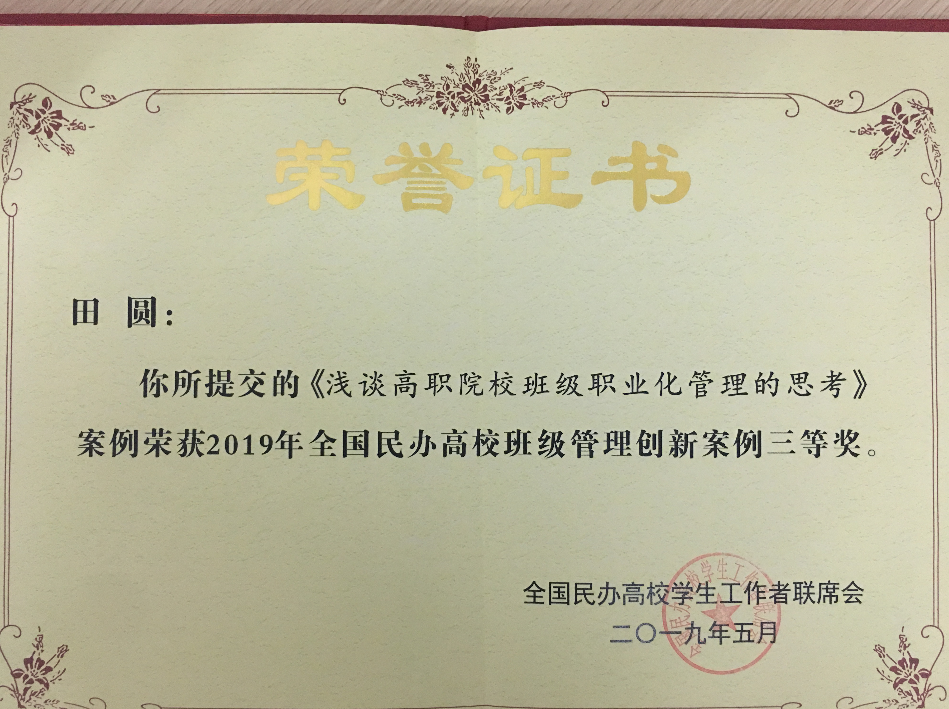 荣誉证书
田 圆：
你所提交的《浅谈高职院校班级职业化管理的思考》
案例荣获2019年全国民办高校班级管理创新案例三等奖。
全国民办高校学生工作者联席会
二〇一九年五月